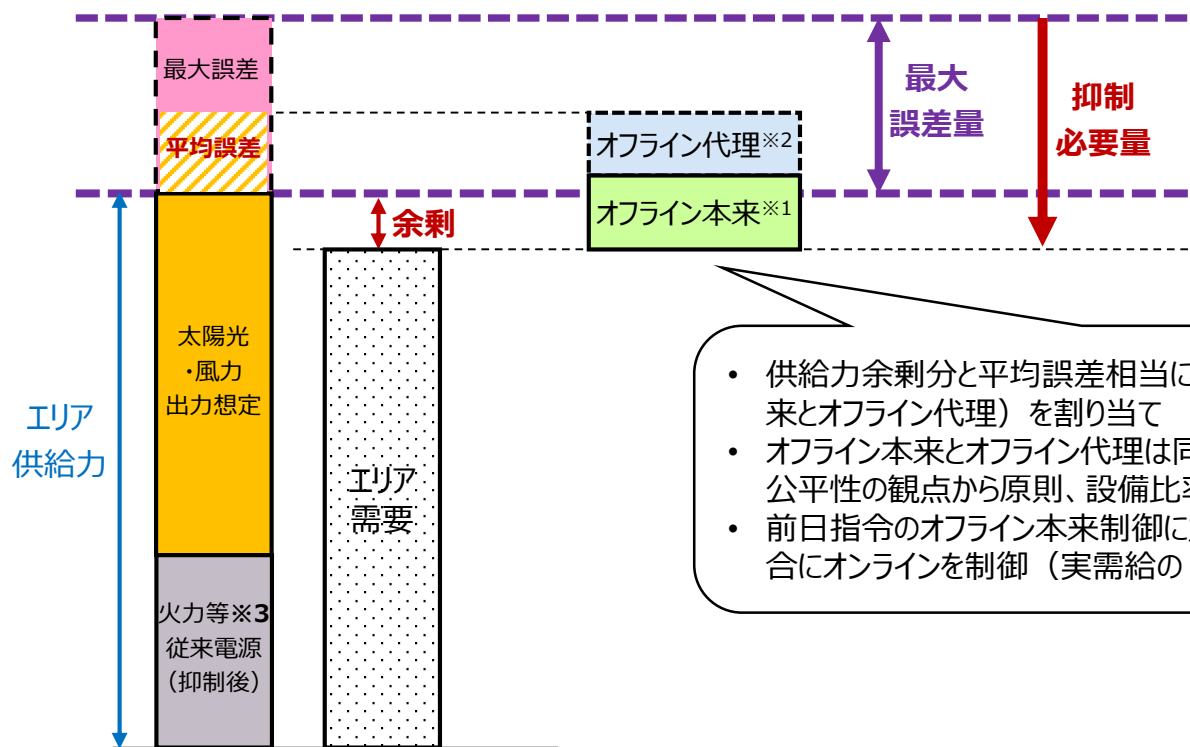 最大誤差
平均誤差
太陽光
・風力
出力想定
火力等※3
従来電源
(抑制後)
エリア
供給力
余剰
エリア
需要
オフライン代理※2
オフライン本来※1
最大
誤差量
抑制
必要量
• 供給力余剰分と平均誤差相当に
来とオフライン代理）を割り当て
• オフライン本来とオフライン代理は同
公平性の観点から原則、設備比率
• 前日指令のオフライン本来制御に
合にオンラインを制御（実需給の